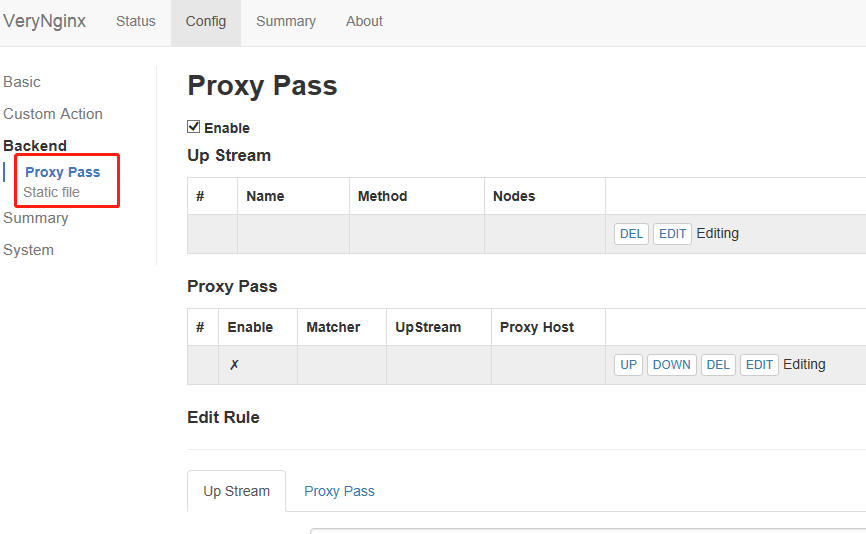 VeryNginx Status Config Summary About
Basic
Custom Action
Backend
Proxy Pass
Static file
Summary
System
Proxy Pass
Enable
Up Stream
# Name Method Nodes
DEL EDIT Editing
Proxy Pass
# Enable Matcher UpStream Proxy Host
✗ UP DOWN DEL EDIT Editing
Edit Rule
Up Stream Proxy Pass